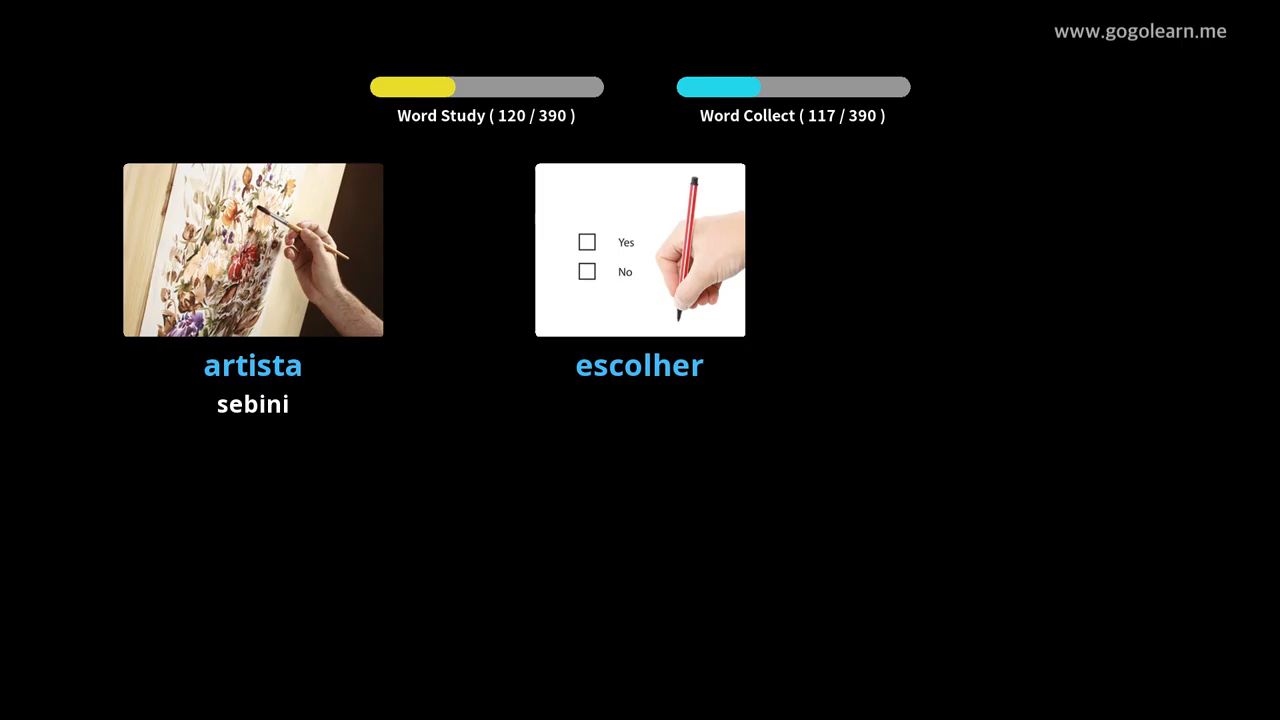 www.gogolearn.me
Word Study ( 120 / 390 )
Word Collect ( 117 / 390 )
Yes
No
artista
escolher
sebini